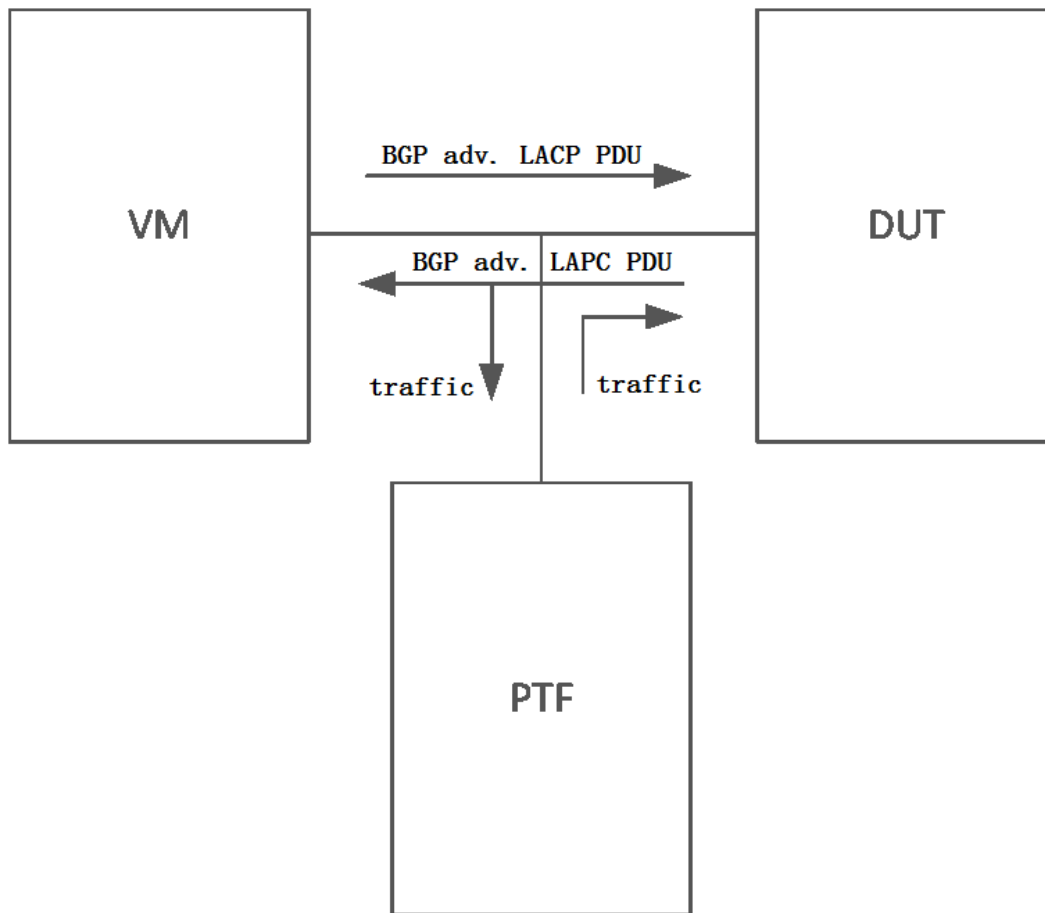 BGP adv. LACP PDU
VM
DUT
BGP adv. LAPC PDU
traffic
traffic
PTF